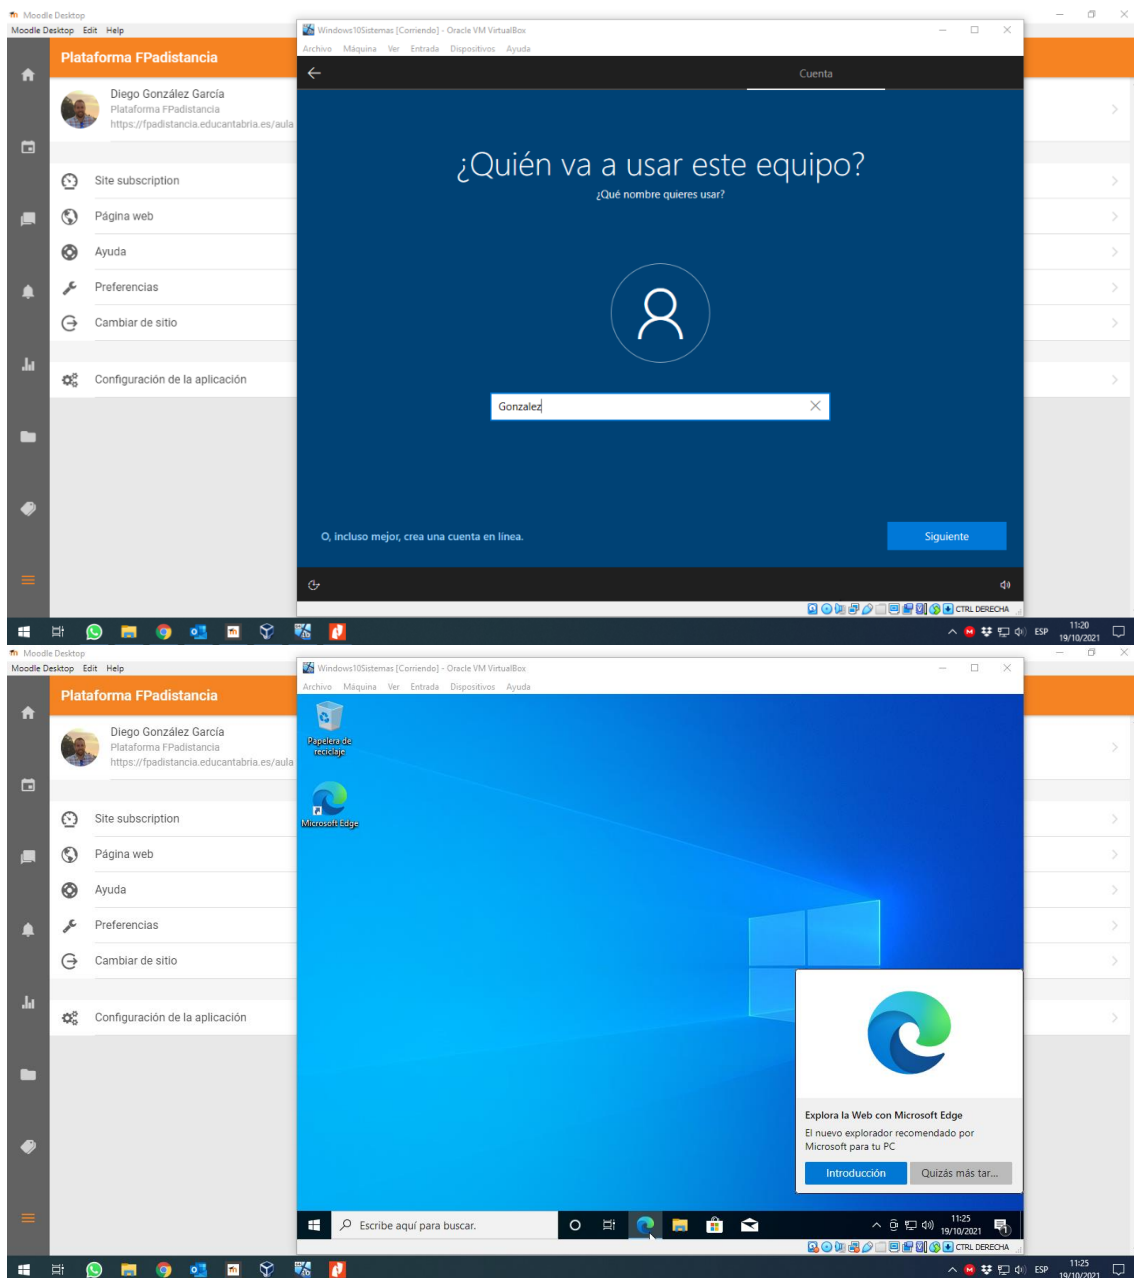 Moodle Desktop
Moodle Desktop Edit Help
Plataforma FPadistancia
Diego González García
Plataforma FPadistancia
https://fpadistancia.educantabria.es/aula
Site subscription
Página web
Ayuda
Preferencias
Cambiar de sitio
Configuración de la aplicación
Windows10Sistemas [Corriendo] - Oracle VM VirtualBox
Archivo Máquina Ver Entrada Dispositivos Ayuda
Cuenta
¿Quién va a usar este equipo?
¿Qué nombre quieres usar?
Gonzalez
O, incluso mejor, crea una cuenta en línea.
Siguiente
CTRL DERECHA
ESP
11:20
19/10/2021
Moodle Desktop
Moodle Desktop Edit Help
Plataforma FPadistancia
Diego González García
Plataforma FPadistancia
https://fpadistancia.educantabria.es/aula
Site subscription
Página web
Ayuda
Preferencias
Cambiar de sitio
Configuración de la aplicación
Windows10Sistemas [Corriendo] - Oracle VM VirtualBox
Archivo Máquina Ver Entrada Dispositivos Ayuda
Papelera de
reciclaje
Microsoft Edge
Explora la Web con Microsoft Edge
El nuevo explorador recomendado por
Microsoft para tu PC
Introducción
Quizás más tar...
Escribe aquí para buscar.
11:25
19/10/2021
CTRL DERECHA
ESP
11:25
19/10/2021